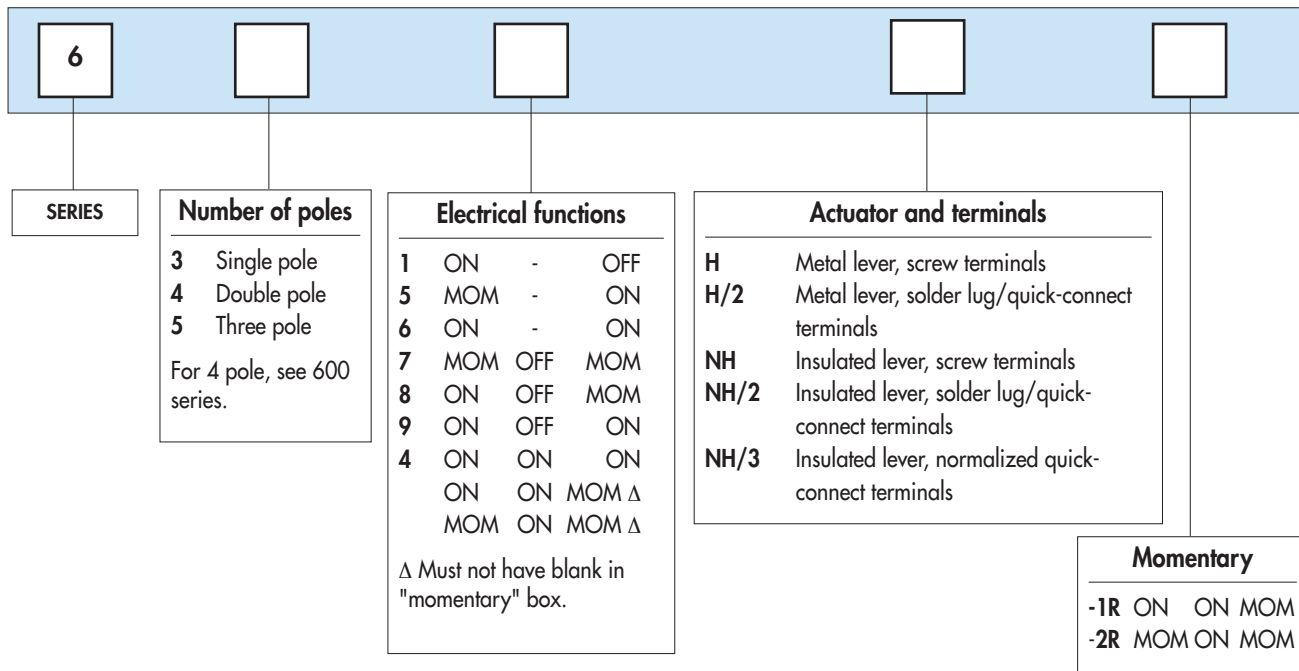 6
SERIES
Number of poles
3 Single pole
4 Double pole
5 Three pole
For 4 pole, see 600
series.
Electrical functions
1 ON - OFF
5 MOM - ON
6 ON - ON
7 MOM OFF MOM
8 ON OFF MOM
9 ON OFF ON
4 ON ON ON
ON ON MOM Δ
MOM ON MOM Δ
Δ Must not have blank in
"momentary" box.
Actuator and terminals
H Metal lever, screw terminals
H/2 Metal lever, solder lug/quick-connect
terminals
NH Insulated lever, screw terminals
NH/2 Insulated lever, solder lug/quick-
connect terminals
NH/3 Insulated lever, normalized quick-
connect terminals
Momentary
-1R ON ON MOM
-2R MOM ON MOM